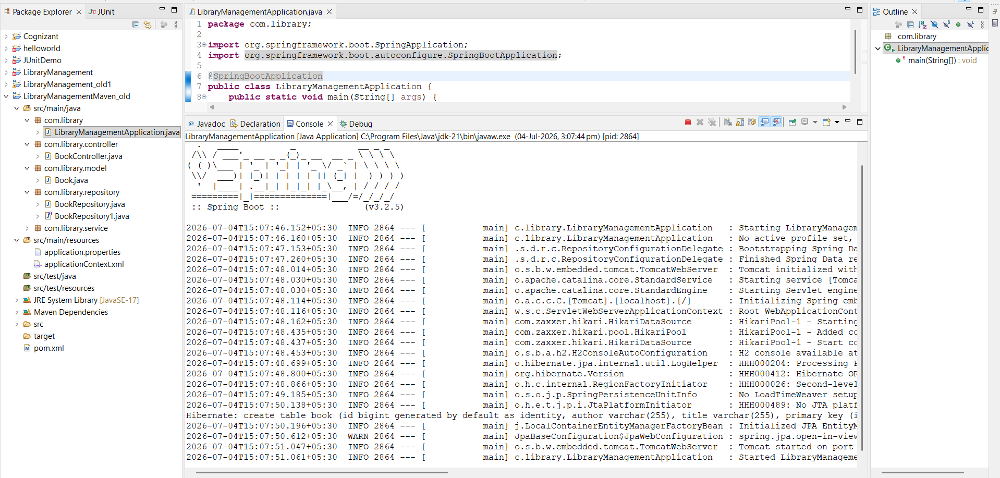 Package Explorer
JUnit
Cognizant
helloworld
JUnitDemo
LibraryManagement
LibraryManagement_old1
LibraryManagementMaven_old
src/main/java
com.library
LibraryManagementApplication.java
com.library.controller
BookController.java
com.library.model
Book.java
com.library.repository
BookRepository.java
BookRepository1.java
com.library.service
src/main/resources
application.properties
applicationContext.xml
src/test/java
src/test/resources
JRE System Library [JavaSE-17]
Maven Dependencies
src
target
pom.xml
LibraryManagementApplication.java
1 package com.library;
2
3 import org.springframework.boot.SpringApplication;
4 import org.springframework.boot.autoconfigure.SpringBootApplication;
5
6 @SpringBootApplication
7 public class LibraryManagementApplication {
8 public static void main(String[] args) {
@ Javadoc Declaration Console Debug
LibraryManagementApplication [Java Application] C:\Program Files\Java\jdk-21\bin\javaw.exe (04-Jul-2026, 3:07:44 pm) [pid: 2864]
:: Spring Boot :: (v3.2.5)
2026-07-04T15:07:46.152+05:30 INFO 2864 --- [ main] c.library.LibraryManagementApplication : Starting LibraryManagem
2026-07-04T15:07:46.160+05:30 INFO 2864 --- [ main] c.library.LibraryManagementApplication : No active profile set,
2026-07-04T15:07:47.153+05:30 INFO 2864 --- [ main] .s.d.r.c.RepositoryConfigurationDelegate : Bootstrapping Spring Da
2026-07-04T15:07:47.260+05:30 INFO 2864 --- [ main] .s.d.r.c.RepositoryConfigurationDelegate : Finished Spring Data re
2026-07-04T15:07:48.014+05:30 INFO 2864 --- [ main] o.s.b.w.embedded.tomcat.TomcatWebServer : Tomcat initialized with
2026-07-04T15:07:48.030+05:30 INFO 2864 --- [ main] o.apache.catalina.core.StandardService : Starting service [Tomca
2026-07-04T15:07:48.030+05:30 INFO 2864 --- [ main] o.apache.catalina.core.StandardEngine : Starting Servlet engine
2026-07-04T15:07:48.114+05:30 INFO 2864 --- [ main] o.a.c.c.C.[Tomcat].[localhost].[/] : Initializing Spring emb
2026-07-04T15:07:48.116+05:30 INFO 2864 --- [ main] w.s.c.ServletWebServerApplicationContext : Root WebApplicationCont
2026-07-04T15:07:48.162+05:30 INFO 2864 --- [ main] com.zaxxer.hikari.HikariDataSource : HikariPool-1 - Starting
2026-07-04T15:07:48.435+05:30 INFO 2864 --- [ main] com.zaxxer.hikari.pool.HikariPool : HikariPool-1 - Added co
2026-07-04T15:07:48.437+05:30 INFO 2864 --- [ main] com.zaxxer.hikari.HikariDataSource : HikariPool-1 - Start co
2026-07-04T15:07:48.453+05:30 INFO 2864 --- [ main] o.s.b.a.h2.H2ConsoleAutoConfiguration : H2 console available at
2026-07-04T15:07:48.699+05:30 INFO 2864 --- [ main] o.hibernate.jpa.internal.util.LogHelper : HHH000204: Processing P
2026-07-04T15:07:48.800+05:30 INFO 2864 --- [ main] org.hibernate.Version : HHH000412: Hibernate OR
2026-07-04T15:07:48.866+05:30 INFO 2864 --- [ main] o.h.c.internal.RegionFactoryInitiator : HHH000026: Second-level
2026-07-04T15:07:49.185+05:30 INFO 2864 --- [ main] o.s.o.j.p.SpringPersistenceUnitInfo : No LoadTimeWeaver setup
2026-07-04T15:07:50.138+05:30 INFO 2864 --- [ main] o.h.e.t.j.p.i.JtaPlatformInitiator : HHH000489: No JTA platf
Hibernate: create table book (id bigint generated by default as identity, author varchar(255), title varchar(255), primary key (i
2026-07-04T15:07:50.196+05:30 INFO 2864 --- [ main] j.LocalContainerEntityManagerFactoryBean : Initialized JPA EntityM
2026-07-04T15:07:50.612+05:30 WARN 2864 --- [ main] JpaBaseConfiguration$JpaWebConfiguration : spring.jpa.open-in-view
2026-07-04T15:07:51.047+05:30 INFO 2864 --- [ main] o.s.b.w.embedded.tomcat.TomcatWebServer : Tomcat started on port
2026-07-04T15:07:51.061+05:30 INFO 2864 --- [ main] c.library.LibraryManagementApplication : Started LibraryManageme
Outline
com.library
LibraryManagementApplic
main(String[]) : void